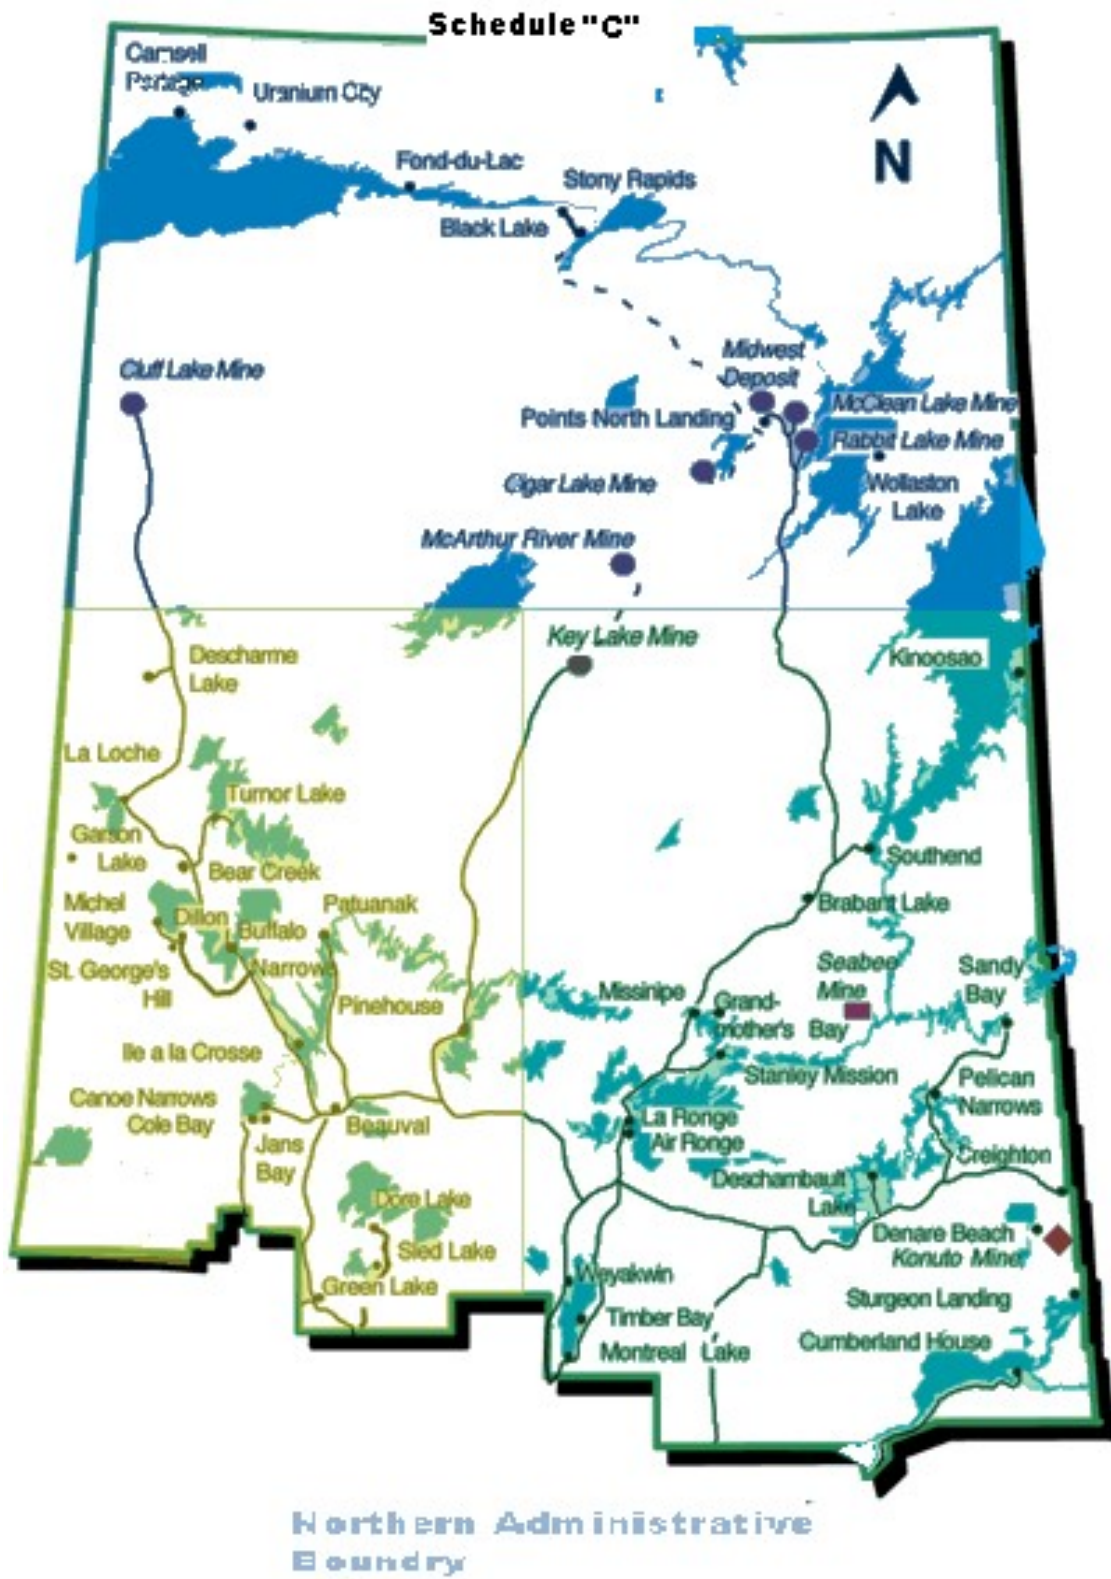 Schedule "C"
Camsell
Portage
Uranium City
N
Fond-du-Lac
Stony Rapids
Black Lake
Cluff Lake Mine
Midwest
Deposit
McClean Lake Mine
Points North Landing
Rabbit Lake Mine
Cigar Lake Mine
Wollaston
Lake
McArthur River Mine
Key Lake Mine
Kinoosao
Descharme
Lake
La Loche
Turnor Lake
Garson
Lake
Bear Creek
Southend
Michel
Village
Dillon
Buffalo
Narrows
Patuanak
Brabant Lake
St. George's
Hill
Pinehouse
Missinipe
Grand-
mother's Bay
Seabee
Mine
Sandy
Bay
Ile a la Crosse
Stanley Mission
Pelican
Narrows
Canoe Narrows
Cole Bay
Jans
Bay
Beauval
La Ronge
Air Ronge
Creighton
Deschambault
Lake
Dore Lake
Denare Beach
Konuto Mine
Sled Lake
Green Lake
Weyakwin
Sturgeon Landing
Timber Bay
Montreal Lake
Cumberland House
Northern Administrative
Boundry